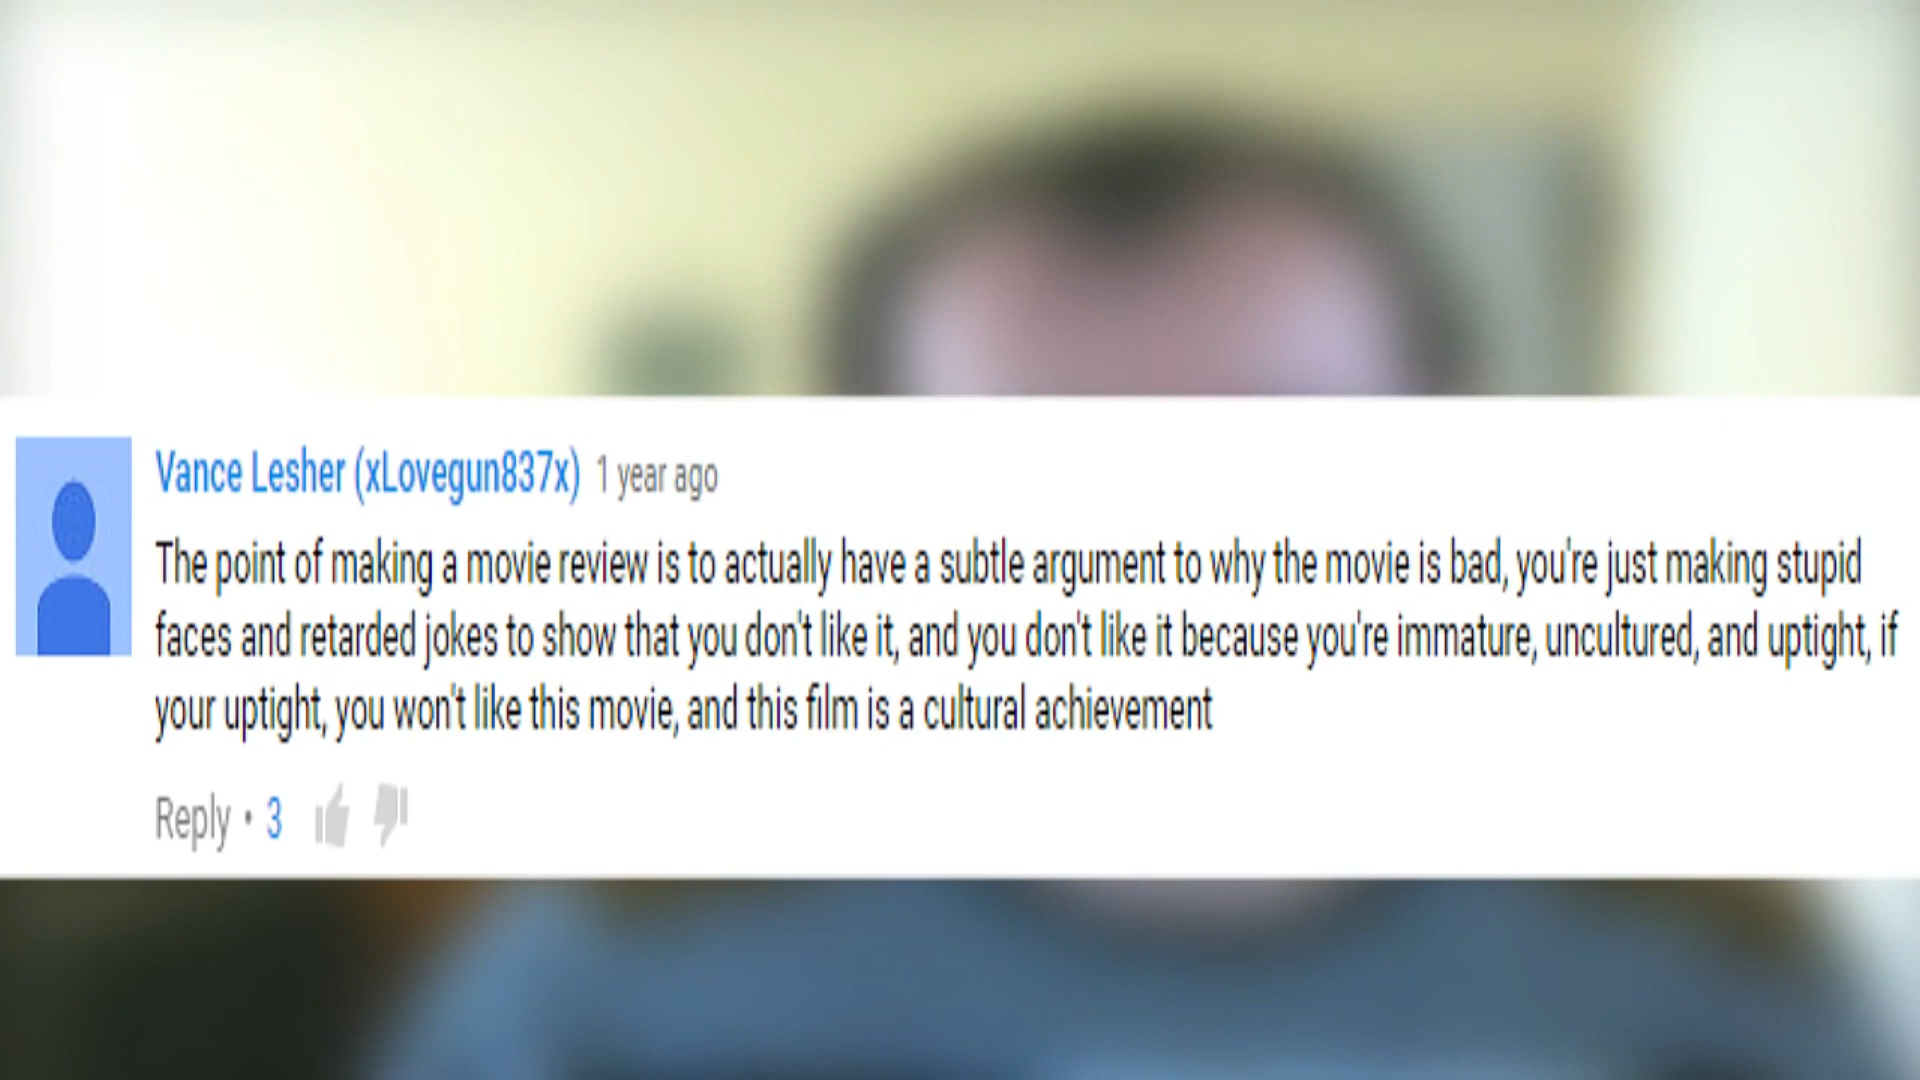 Vance Lesher (xLovegun837x) 1 year ago
The point of making a movie review is to actually have a subtle argument to why the movie is bad, you're just making stupid
faces and retarded jokes to show that you don't like it, and you don't like it because you're immature, uncultured, and uptight, if
your uptight, you won't like this movie, and this film is a cultural achievement
Reply • 3